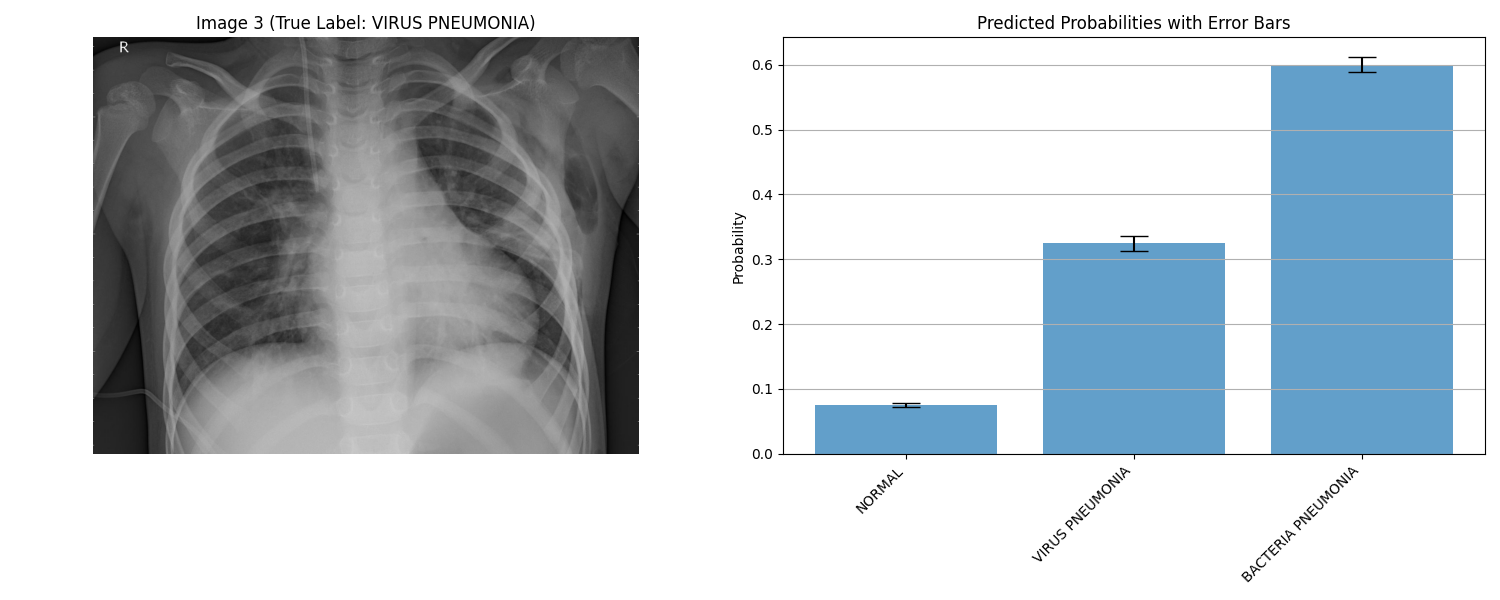 Image 3 (True Label: VIRUS PNEUMONIA)
R
Predicted Probabilities with Error Bars
Probability
0.6
0.5
0.4
0.3
0.2
0.1
0.0
NORMAL
VIRUS PNEUMONIA
BACTERIA PNEUMONIA